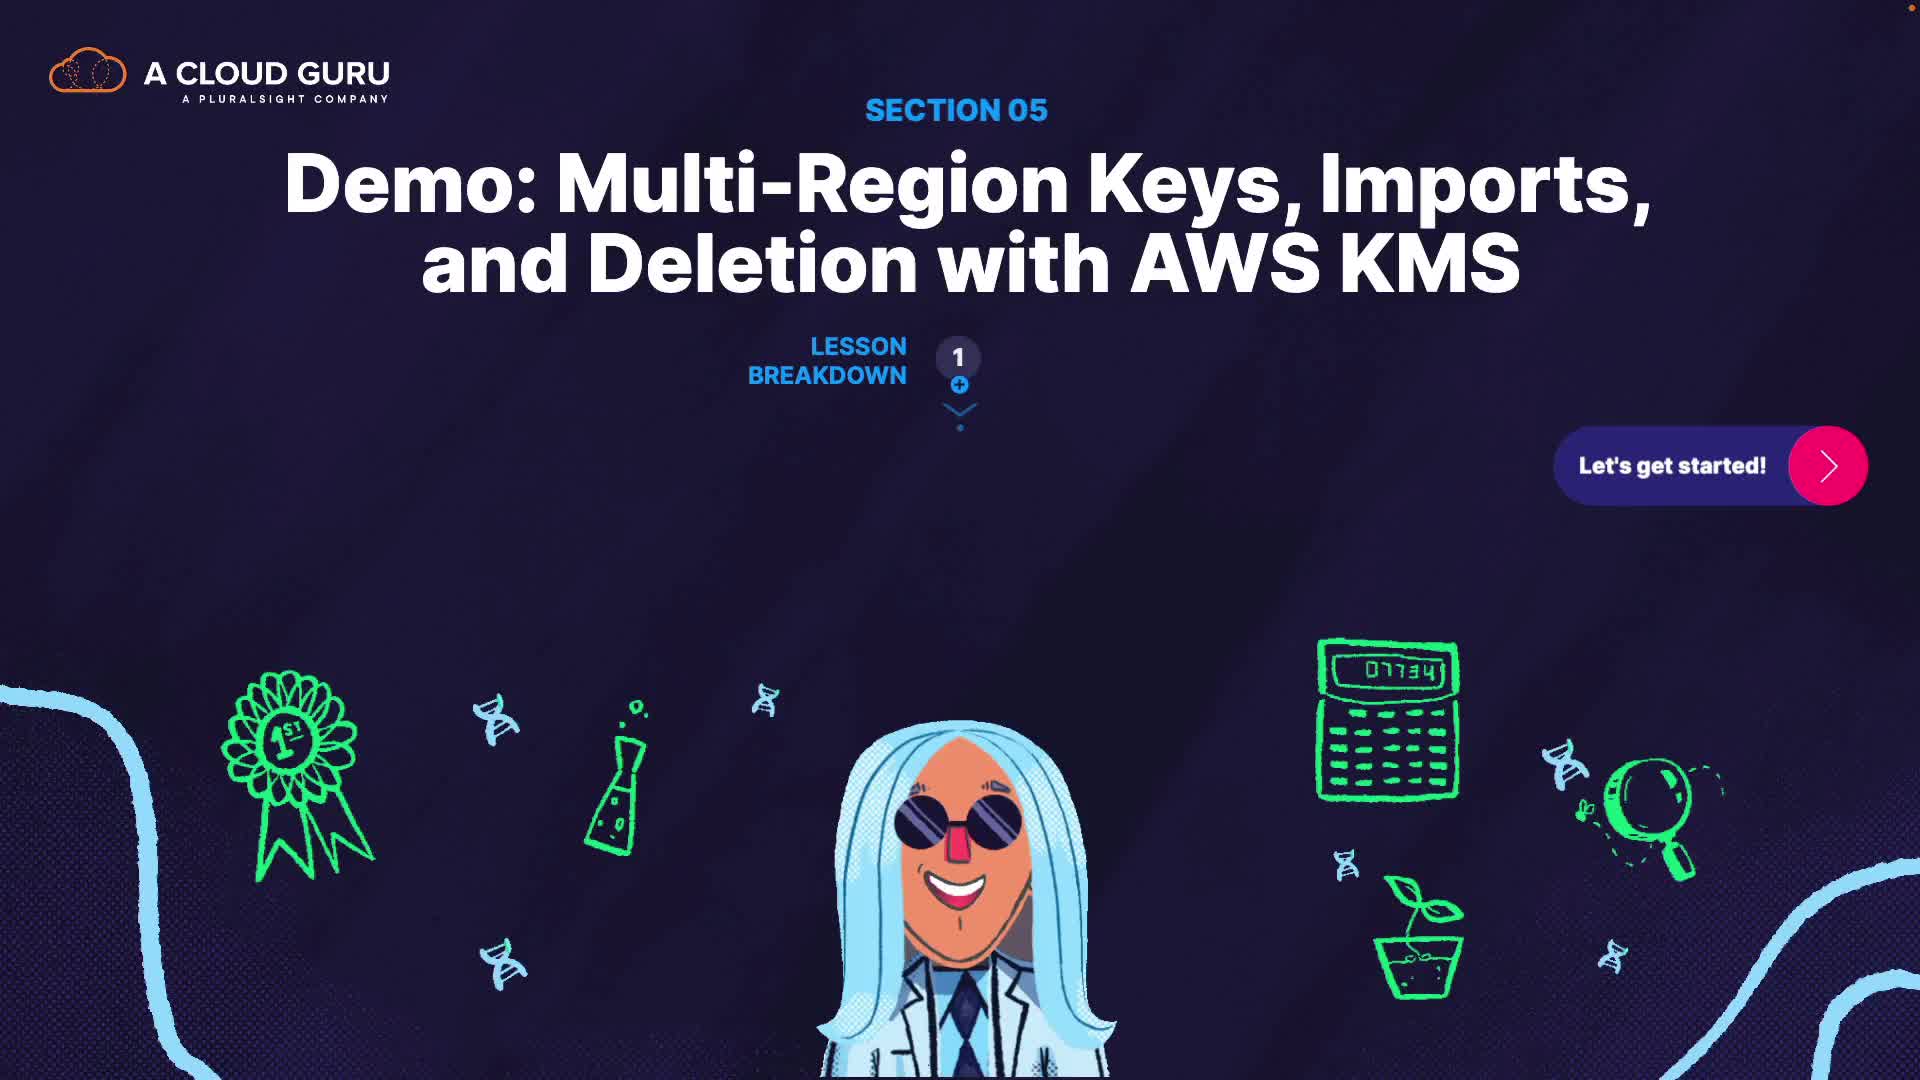 A CLOUD GURU
A PLURALSIGHT COMPANY
SECTION 05
Demo: Multi-Region Keys, Imports,
and Deletion with AWS KMS
LESSON
BREAKDOWN
1
Let's get started!
1ST
07734